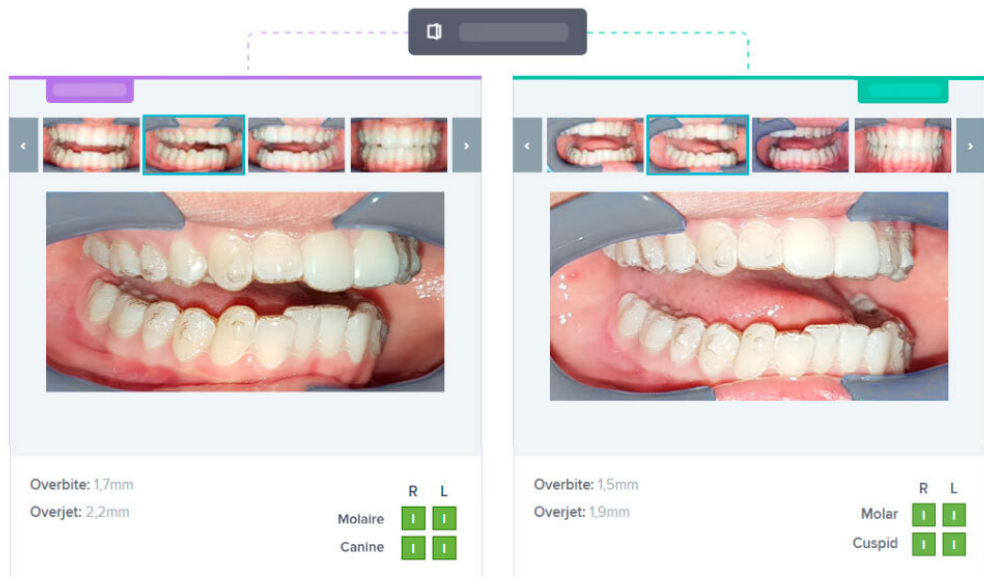 Overbite: 1,7mm
Overjet: 2,2mm
R L
Molaire I I
Canine I I
Overbite: 1,5mm
Overjet: 1,9mm
R L
Molar I I
Cuspid I I